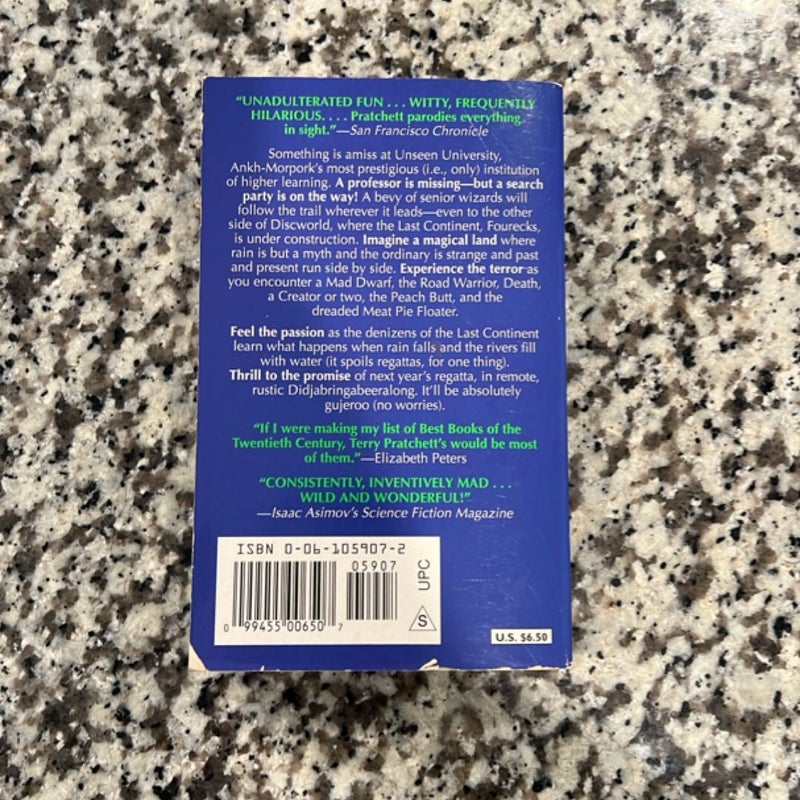 “UNADULTERATED FUN . . . WITTY, FREQUENTLY
HILARIOUS. . . . Pratchett parodies everything
in sight.”—San Francisco Chronicle
Something is amiss at Unseen University,
Ankh-Morpork’s most prestigious (i.e., only) institution
of higher learning. A professor is missing—but a search
party is on the way! A bevy of senior wizards will
follow the trail wherever it leads—even to the other
side of Discworld, where the Last Continent, Fourecks,
is under construction. Imagine a magical land where
rain is but a myth and the ordinary is strange and past
and present run side by side. Experience the terror as
you encounter a Mad Dwarf, the Road Warrior, Death,
a Creator or two, the Peach Butt, and the
dreaded Meat Pie Floater.
Feel the passion as the denizens of the Last Continent
learn what happens when rain falls and the rivers fill
with water (it spoils regattas, for one thing).
Thrill to the promise of next year’s regatta, in remote,
rustic Didjabringabeeralong. It’ll be absolutely
gujeroo (no worries).
“If I were making my list of Best Books of the
Twentieth Century, Terry Pratchett’s would be most
of them.”—Elizabeth Peters
“CONSISTENTLY, INVENTIVELY MAD . . .
WILD AND WONDERFUL!”
—Isaac Asimov’s Science Fiction Magazine
ISBN 0-06-105907-2
05907
UPC
S
0 99455 00650 7
U.S. $6.50